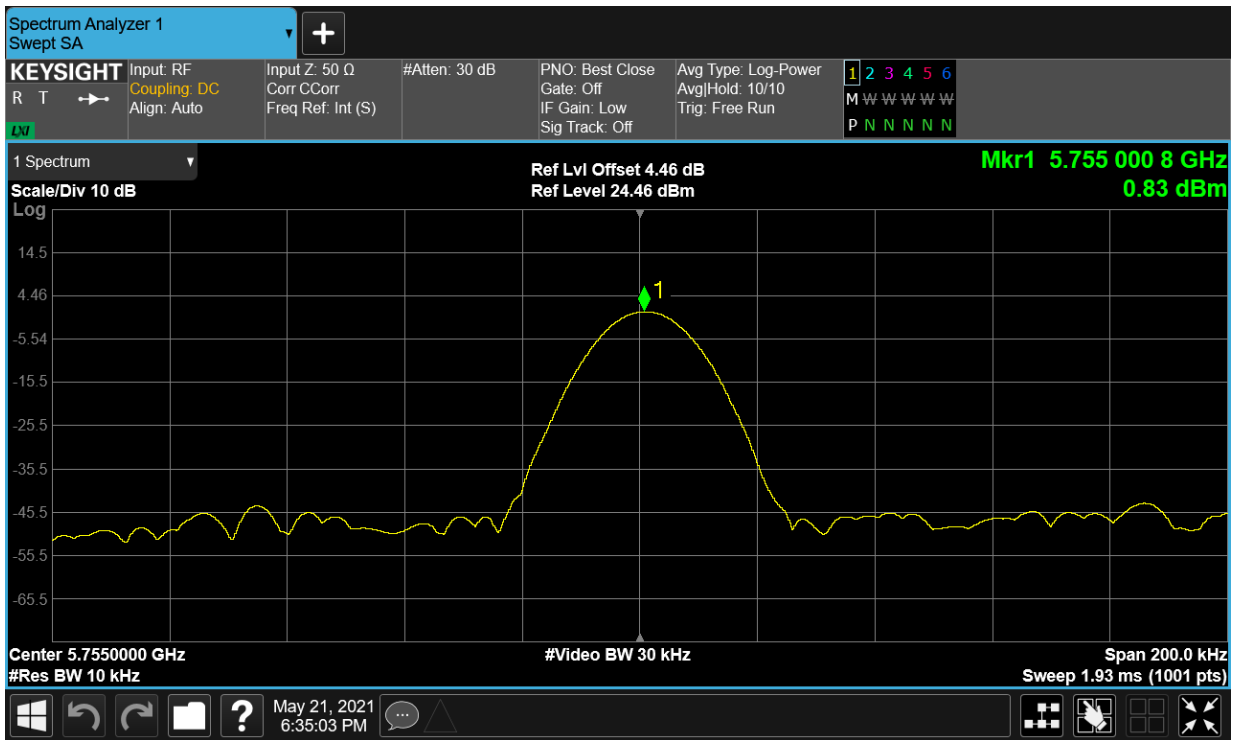 Spectrum Analyzer 1
Swept SA
+
KEYSIGHT
R T
LXI
Input: RF
Coupling: DC
Align: Auto
Input Z: 50 Ω
Corr CCorr
Freq Ref: Int (S)
#Atten: 30 dB
PNO: Best Close
Gate: Off
IF Gain: Low
Sig Track: Off
Avg Type: Log-Power
Avg|Hold: 10/10
Trig: Free Run
1 2 3 4 5 6
M W W W W W
P N N N N N
1 Spectrum
Scale/Div 10 dB
Log
Ref Lvl Offset 4.46 dB
Ref Level 24.46 dBm
Mkr1 5.755 000 8 GHz
0.83 dBm
14.5
4.46
-5.54
-15.5
-25.5
-35.5
-45.5
-55.5
-65.5
1
Center 5.7550000 GHz
#Res BW 10 kHz
#Video BW 30 kHz
Span 200.0 kHz
Sweep 1.93 ms (1001 pts)
?
May 21, 2021
6:35:03 PM